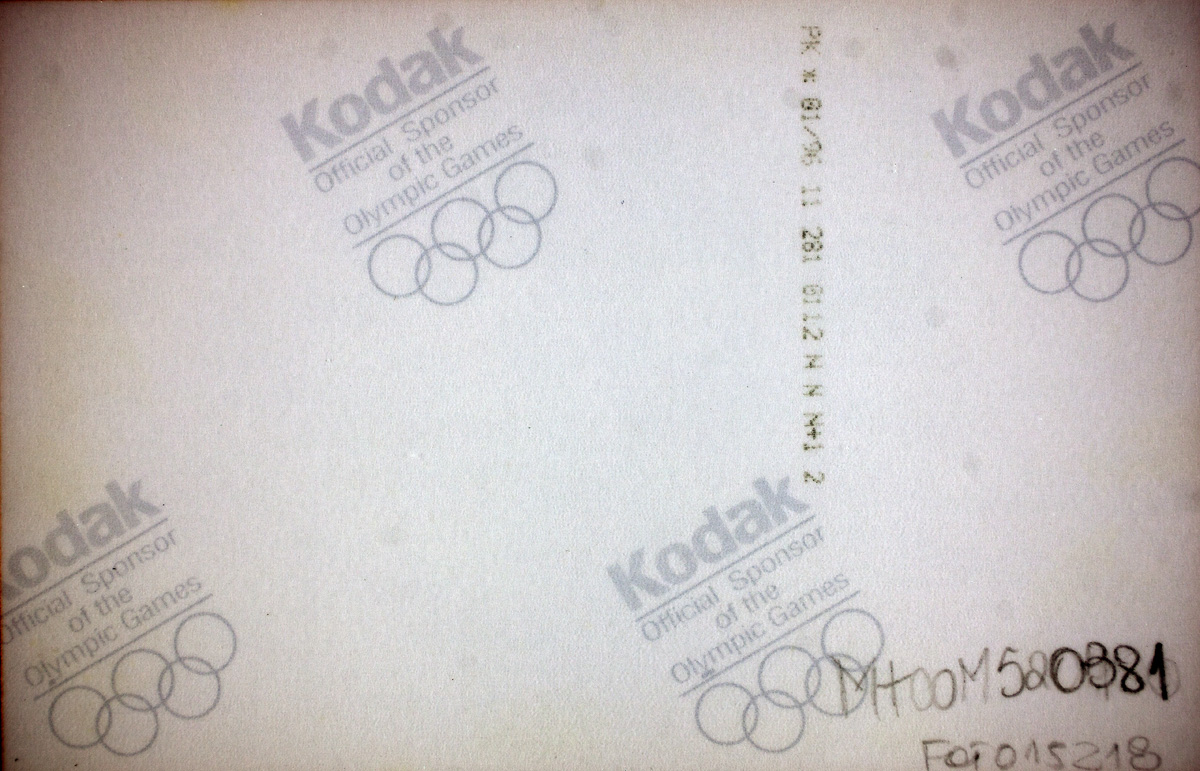 Kodak
Official Sponsor
of the
Olympic Games
Kodak
Official Sponsor
of the
Olympic Games
PK * 01/96 11 281 0112 N N N+1 2
Kodak
Official Sponsor
of the
Olympic Games
Kodak
Official Sponsor
of the
Olympic Games
FOTO15218